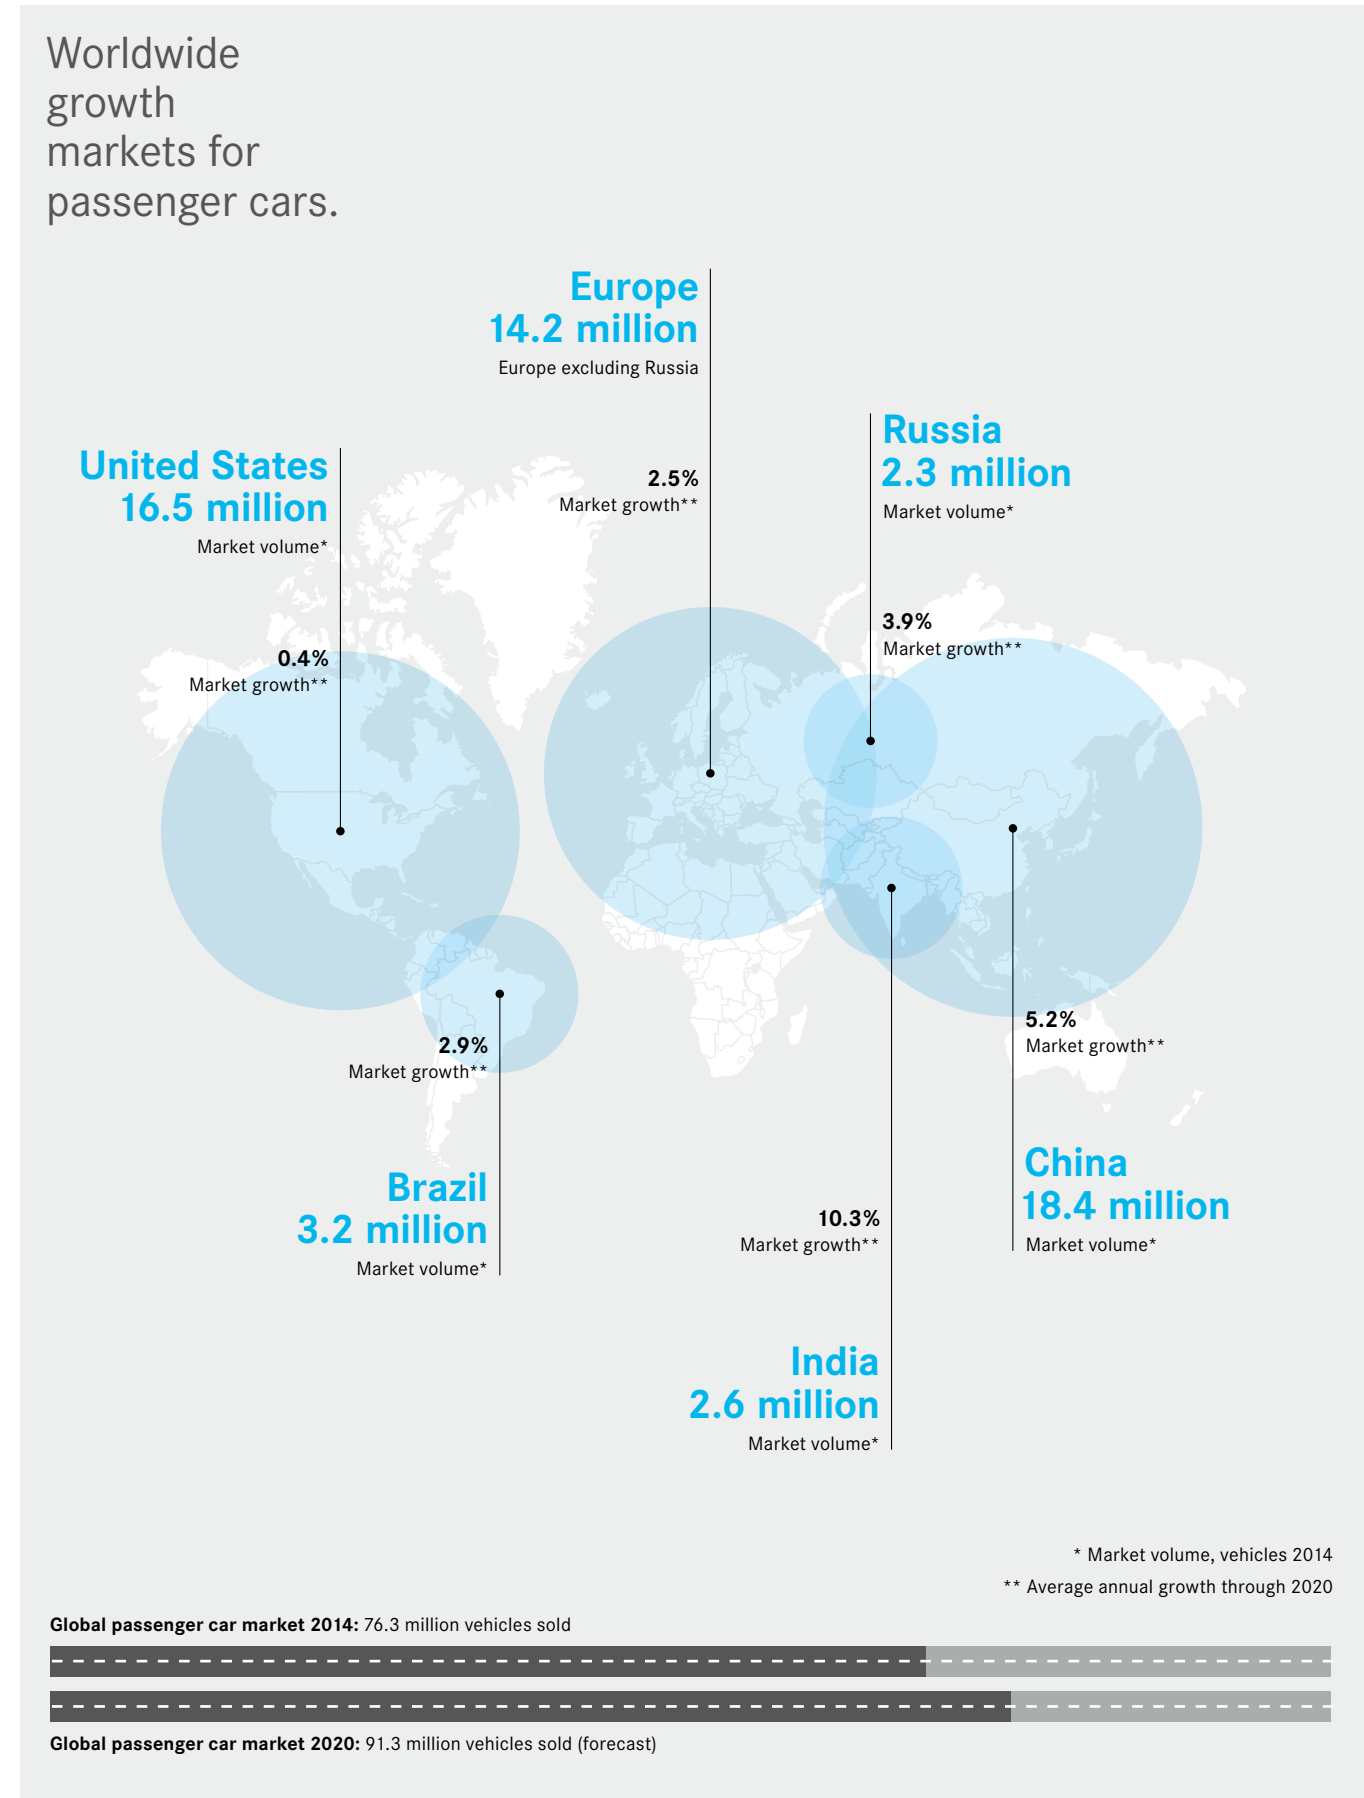 Worldwide
growth
markets for
passenger cars.
Europe
14.2 million
Europe excluding Russia
2.5%
Market growth**
Russia
2.3 million
Market volume*
3.9%
Market growth**
United States
16.5 million
Market volume*
0.4%
Market growth**
2.9%
Market growth**
Brazil
3.2 million
Market volume*
5.2%
Market growth**
China
18.4 million
Market volume*
10.3%
Market growth**
India
2.6 million
Market volume*
* Market volume, vehicles 2014
** Average annual growth through 2020
Global passenger car market 2014: 76.3 million vehicles sold
Global passenger car market 2020: 91.3 million vehicles sold (forecast)